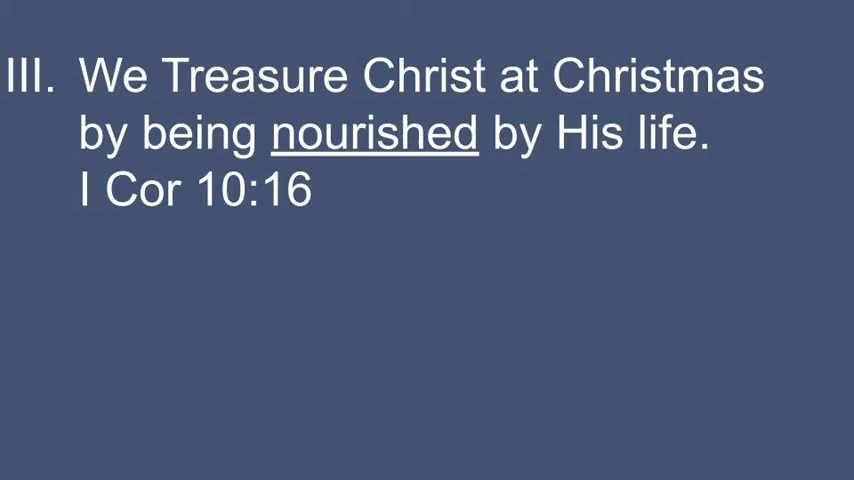 III. We Treasure Christ at Christmas
by being nourished by His life.
I Cor 10:16